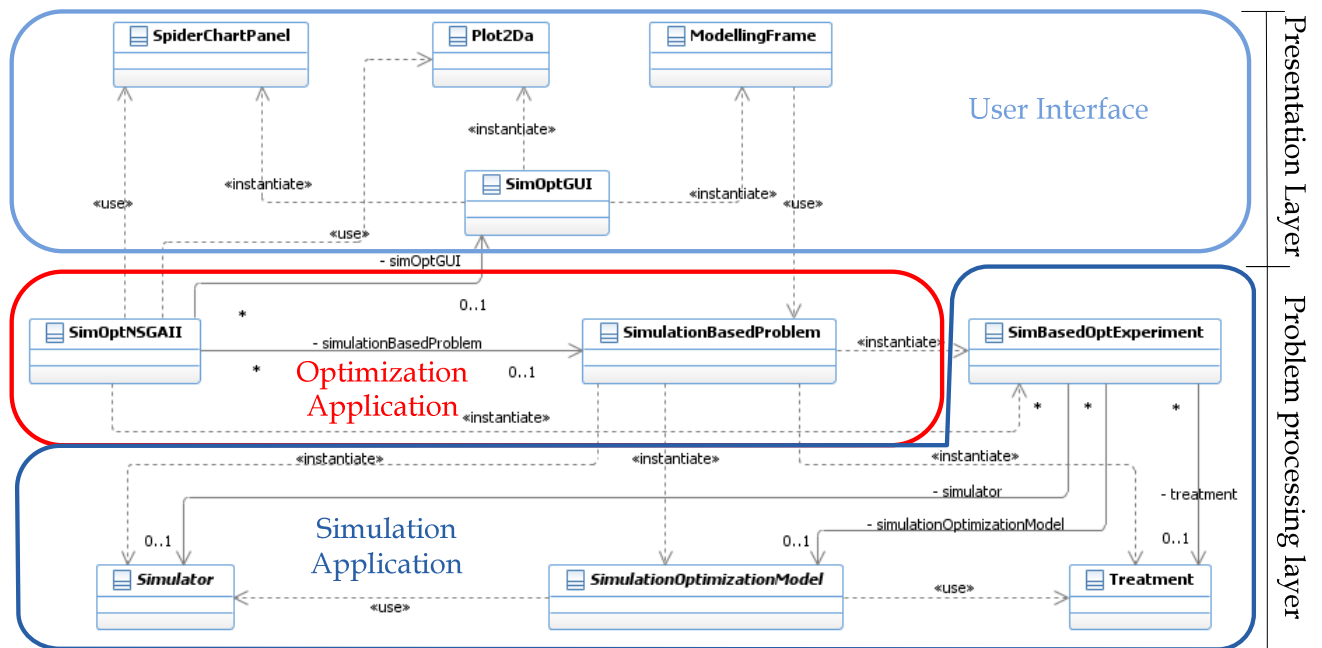 SpiderChartPanel
Plot2Da
ModellingFrame
User Interface
Presentation Layer
«instantiate»
SimOptGUI
«instantiate»
«instantiate»
«use»
«use»
«use»
- simOptGUI
0..1
*
SimOptNSGAII
- simulationBasedProblem
*
0..1
SimulationBasedProblem
«instantiate»
SimBasedOptExperiment
Optimization
Application
«instantiate»
*
*
*
Problem processing layer
«instantiate»
«instantiate»
«instantiate»
- simulator
- treatment
- simulationOptimizationModel
Simulation
Application
0..1
0..1
0..1
Simulator
SimulationOptimizationModel
Treatment
«use»
«use»